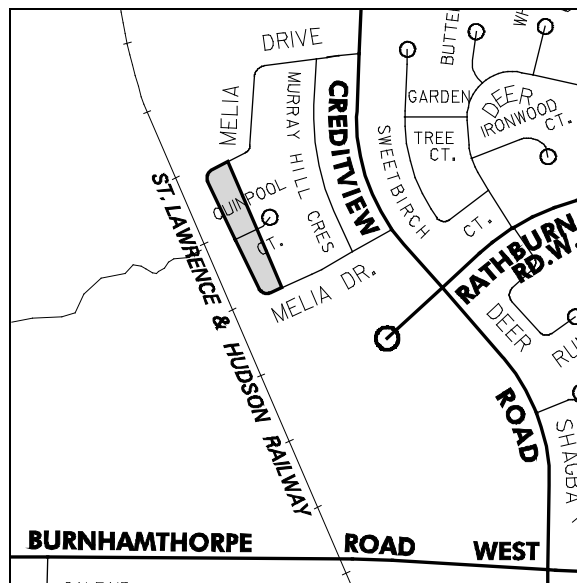 DRIVE
MELIA
MURRAY HILL CRES
CREDITVIEW
ROAD
SWEETBIRCH
CT.
GARDEN
TREE
CT.
DEER
IRONWOOD
CT.
QUINPOOL
CT.
MELIA DR.
RATHBURN
RD.W.
DEER
ST. LAWRENCE & HUDSON RAILWAY
BURNHAMTHORPE ROAD WEST